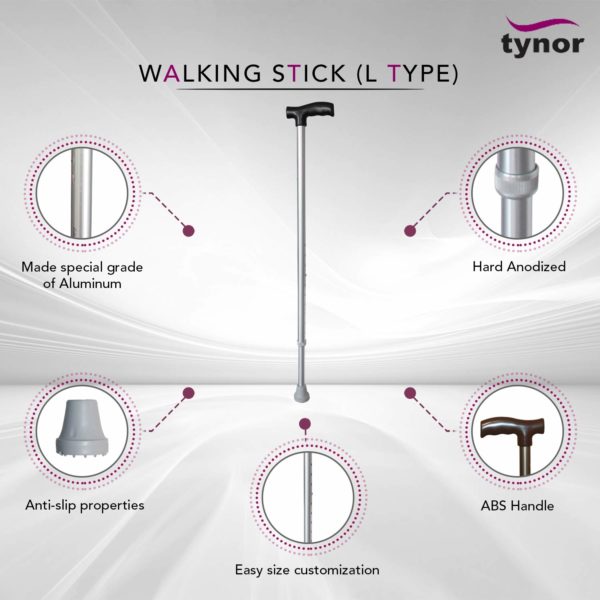 tynor
WALKING STICK (L TYPE)
Made special grade
of Aluminum
Hard Anodized
Anti-slip properties
ABS Handle
Easy size customization